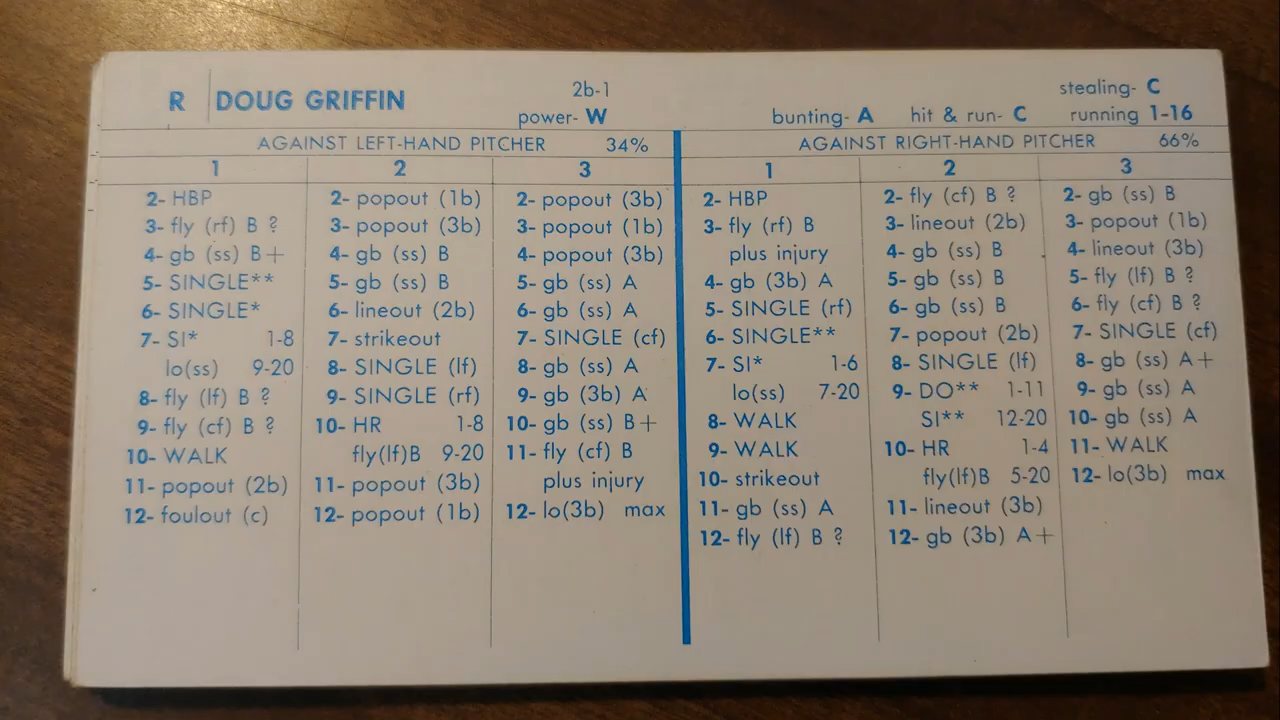 R DOUG GRIFFIN 2b-1 stealing- C
power- W bunting- A hit & run- C running 1-16
AGAINST LEFT-HAND PITCHER 34%
1 2 3
2- HBP 2- popout (1b) 2- popout (3b)
3- fly (rf) B ? 3- popout (3b) 3- popout (1b)
4- gb (ss) B+ 4- gb (ss) B 4- popout (3b)
5- SINGLE** 5- gb (ss) B 5- gb (ss) A
6- SINGLE* 6- lineout (2b) 6- gb (ss) A
7- SI* 1-8 7- strikeout 7- SINGLE (cf)
lo(ss) 9-20 8- SINGLE (lf) 8- gb (ss) A
8- fly (lf) B ? 9- SINGLE (rf) 9- gb (3b) A
9- fly (cf) B ? 10- HR 1-8 10- gb (ss) B+
10- WALK fly(lf)B 9-20 11- fly (cf) B
11- popout (2b) 11- popout (3b) plus injury
12- foulout (c) 12- popout (1b) 12- lo(3b) max
AGAINST RIGHT-HAND PITCHER 66%
1 2 3
2- HBP 2- fly (cf) B ? 2- gb (ss) B
3- fly (rf) B 3- lineout (2b) 3- popout (1b)
plus injury 4- gb (ss) B 4- lineout (3b)
4- gb (3b) A 5- gb (ss) B 5- fly (lf) B ?
5- SINGLE (rf) 6- gb (ss) B 6- fly (cf) B ?
6- SINGLE** 7- popout (2b) 7- SINGLE (cf)
7- SI* 1-6 8- SINGLE (lf) 8- gb (ss) A+
lo(ss) 7-20 9- DO** 1-11 9- gb (ss) A
8- WALK SI** 12-20 10- gb (ss) A
9- WALK 10- HR 1-4 11- WALK
10- strikeout fly(lf)B 5-20 12- lo(3b) max
11- gb (ss) A 11- lineout (3b)
12- fly (lf) B ? 12- gb (3b) A+